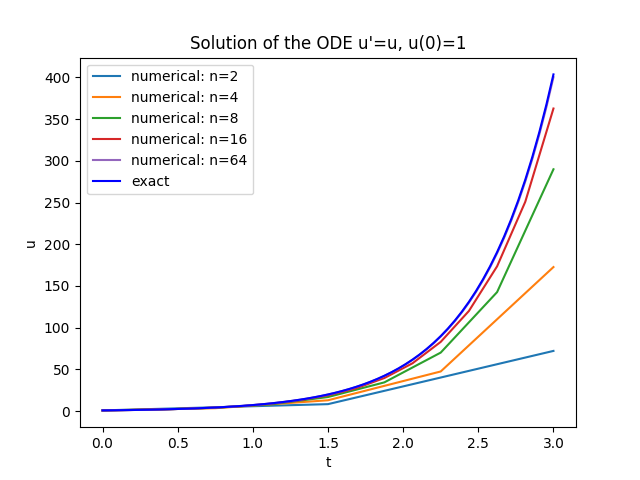 Solution of the ODE u'=u, u(0)=1
numerical: n=2
numerical: n=4
numerical: n=8
numerical: n=16
numerical: n=64
exact
400
350
300
250
200
150
100
50
0
u
0.0 0.5 1.0 1.5 2.0 2.5 3.0
t